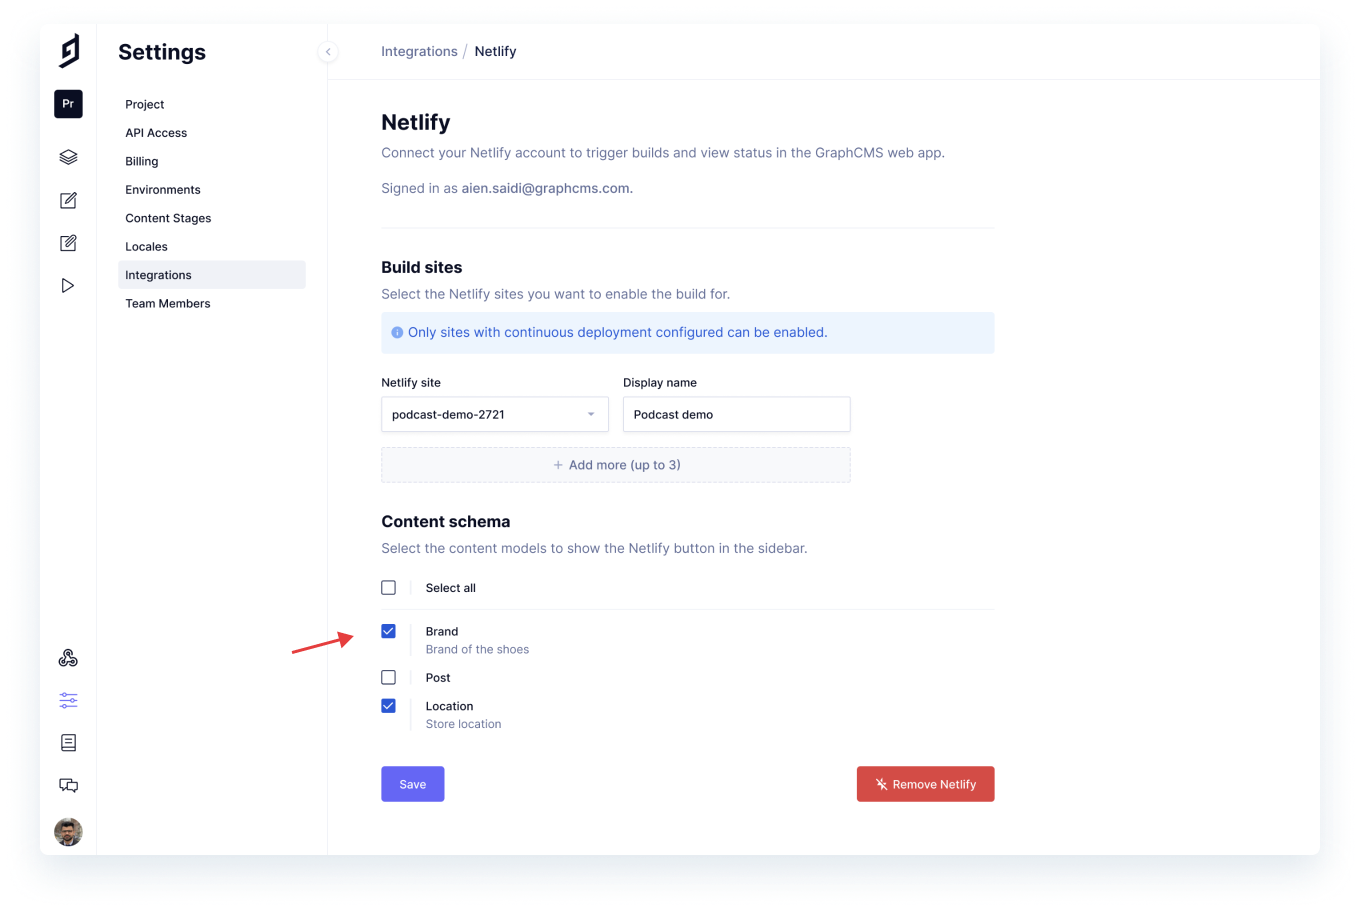 Settings
Integrations / Netlify
Pr
Project
API Access
Billing
Environments
Content Stages
Locales
Integrations
Team Members
Netlify
Connect your Netlify account to trigger builds and view status in the GraphCMS web app.
Signed in as aien.saidi@graphcms.com.
Build sites
Select the Netlify sites you want to enable the build for.
Only sites with continuous deployment configured can be enabled.
Netlify site
Display name
podcast-demo-2721
Podcast demo
+ Add more (up to 3)
Content schema
Select the content models to show the Netlify button in the sidebar.
Select all
Brand
Brand of the shoes
Post
Location
Store location
Save
Remove Netlify